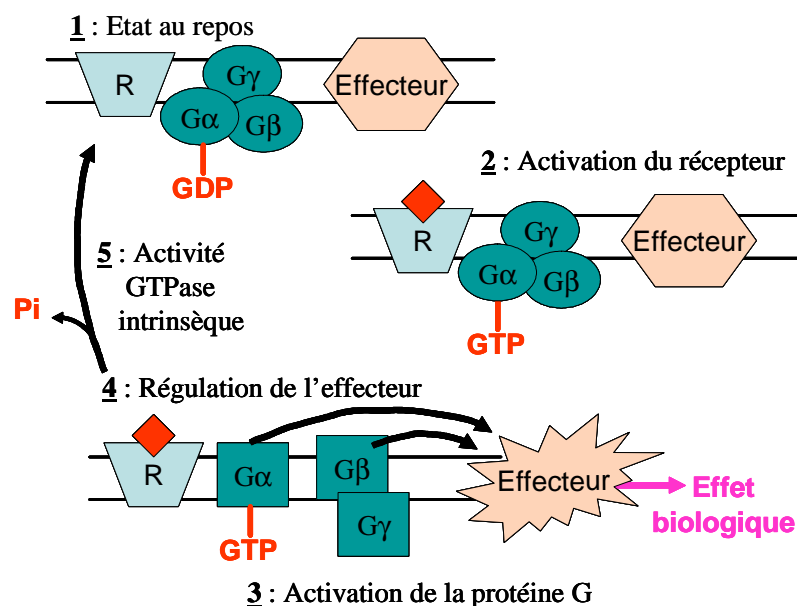 1 : Etat au repos
R
Gγ
Effecteur
Gα
Gβ
GDP
2 : Activation du récepteur
R
Gγ
Effecteur
Gα
Gβ
GTP
5 : Activité
GTPase
intrinsèque
Pi
4 : Régulation de l’effecteur
R
Gα
Gβ
Effecteur
Gγ
GTP
Effet
biologique
3 : Activation de la protéine G